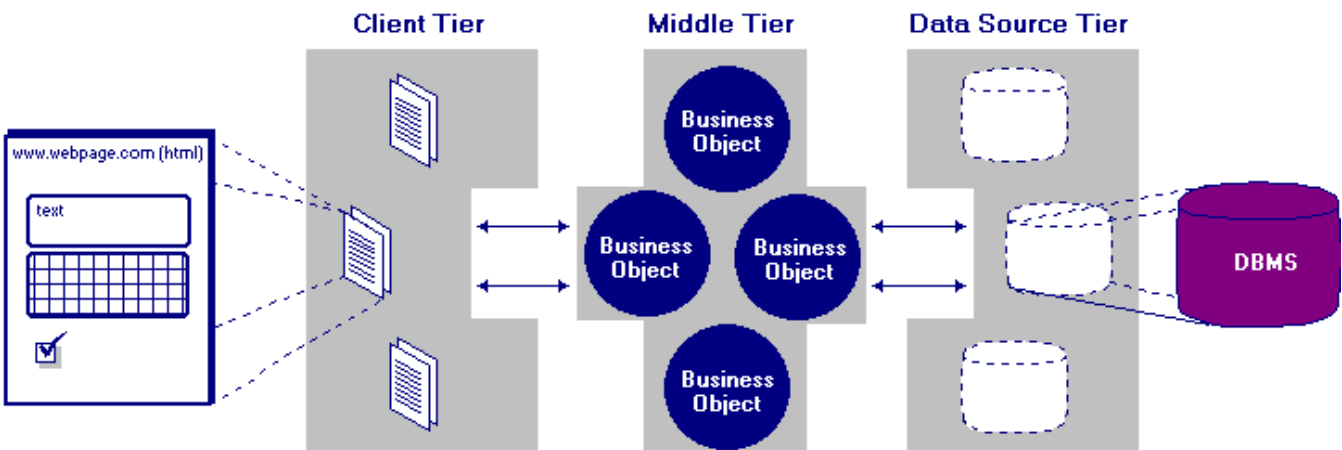 Client Tier
Middle Tier
Data Source Tier
www.webpage.com (html)
text
Business
Object
Business
Object
Business
Object
Business
Object
DBMS